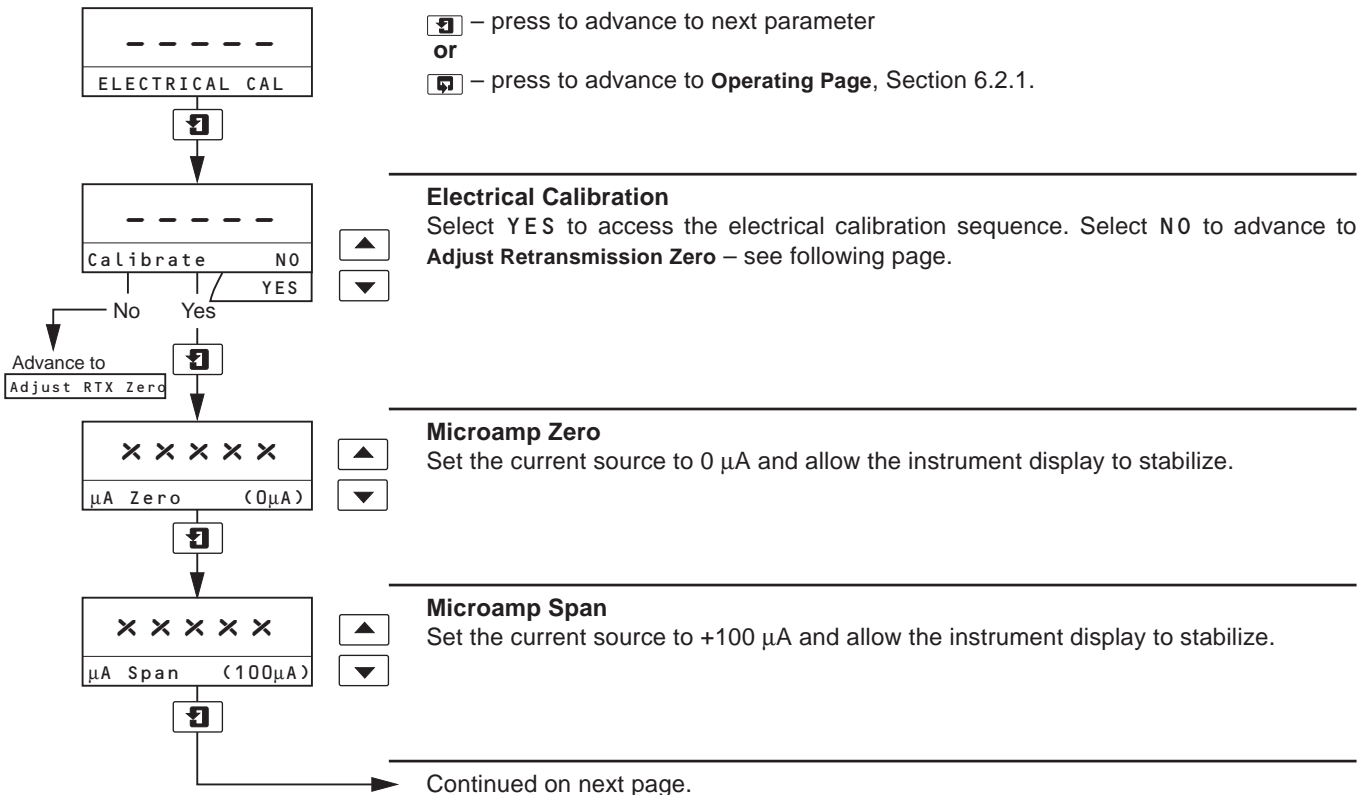 – – – – –
ELECTRICAL CAL
– press to advance to next parameter
or
– press to advance to Operating Page, Section 6.2.1.
– – – – –
Calibrate NO
YES
No Yes
Advance to
Adjust RTX Zero
Electrical Calibration
Select YES to access the electrical calibration sequence. Select NO to advance to
Adjust Retransmission Zero – see following page.
×××××
µA Zero (0µA)
Microamp Zero
Set the current source to 0 µA and allow the instrument display to stabilize.
×××××
µA Span (100µA)
Microamp Span
Set the current source to +100 µA and allow the instrument display to stabilize.
Continued on next page.